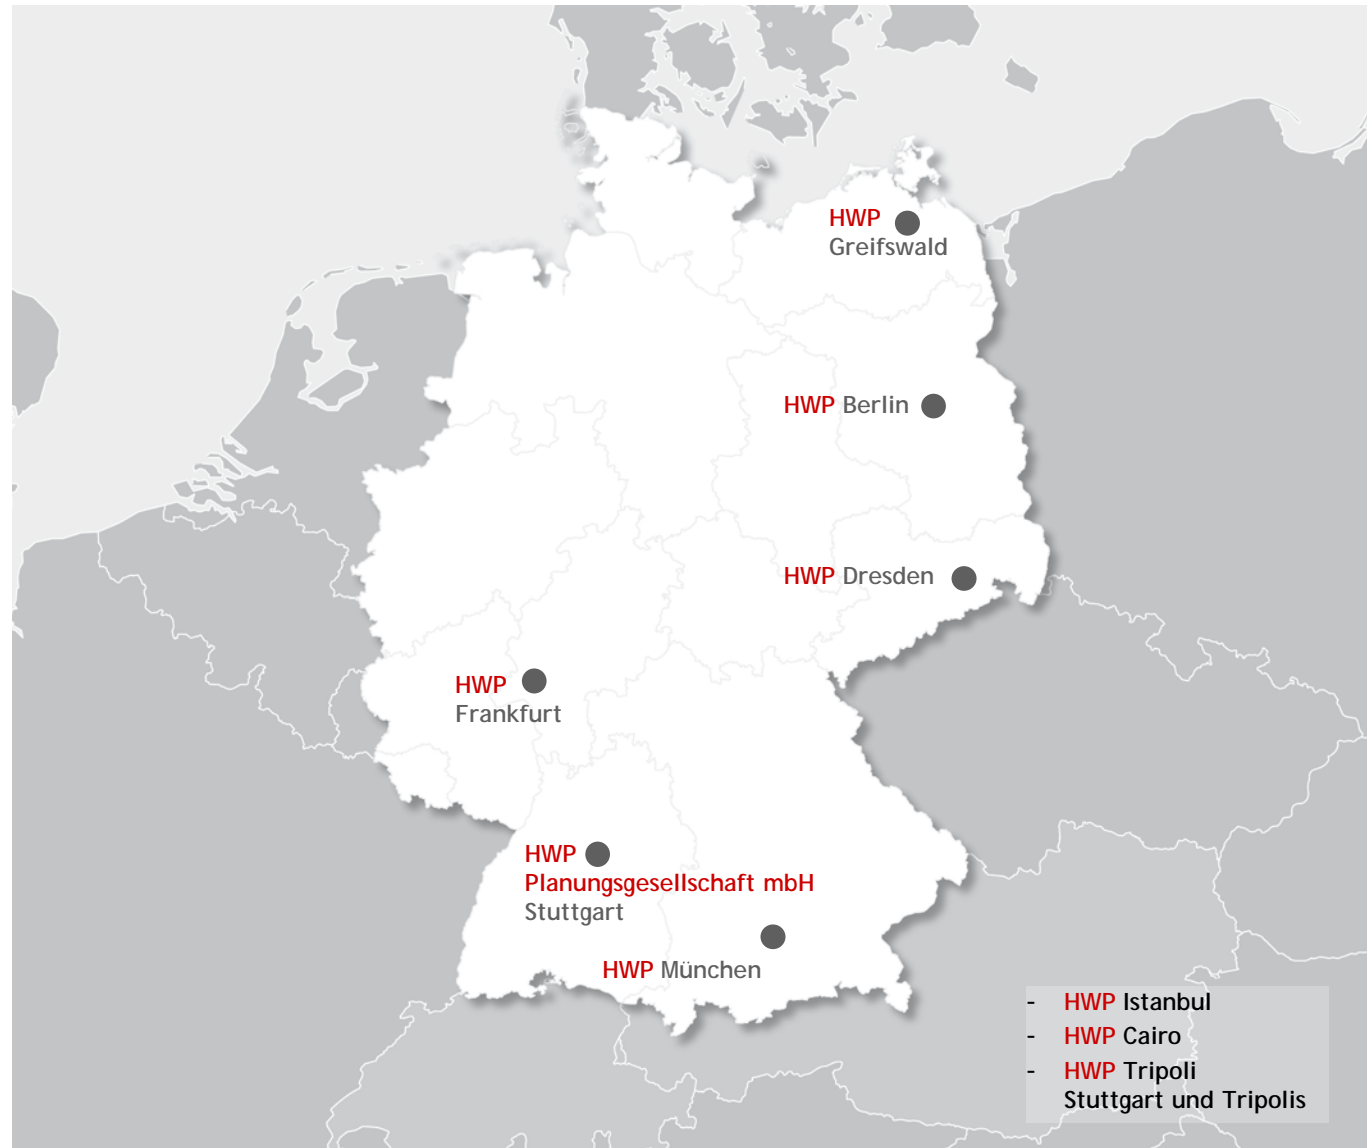 HWP
Greifswald
HWP Berlin
HWP Dresden
HWP
Frankfurt
HWP
Planungsgesellschaft mbH
Stuttgart
HWP München
- HWP Istanbul
- HWP Cairo
- HWP Tripoli
Stuttgart und Tripolis